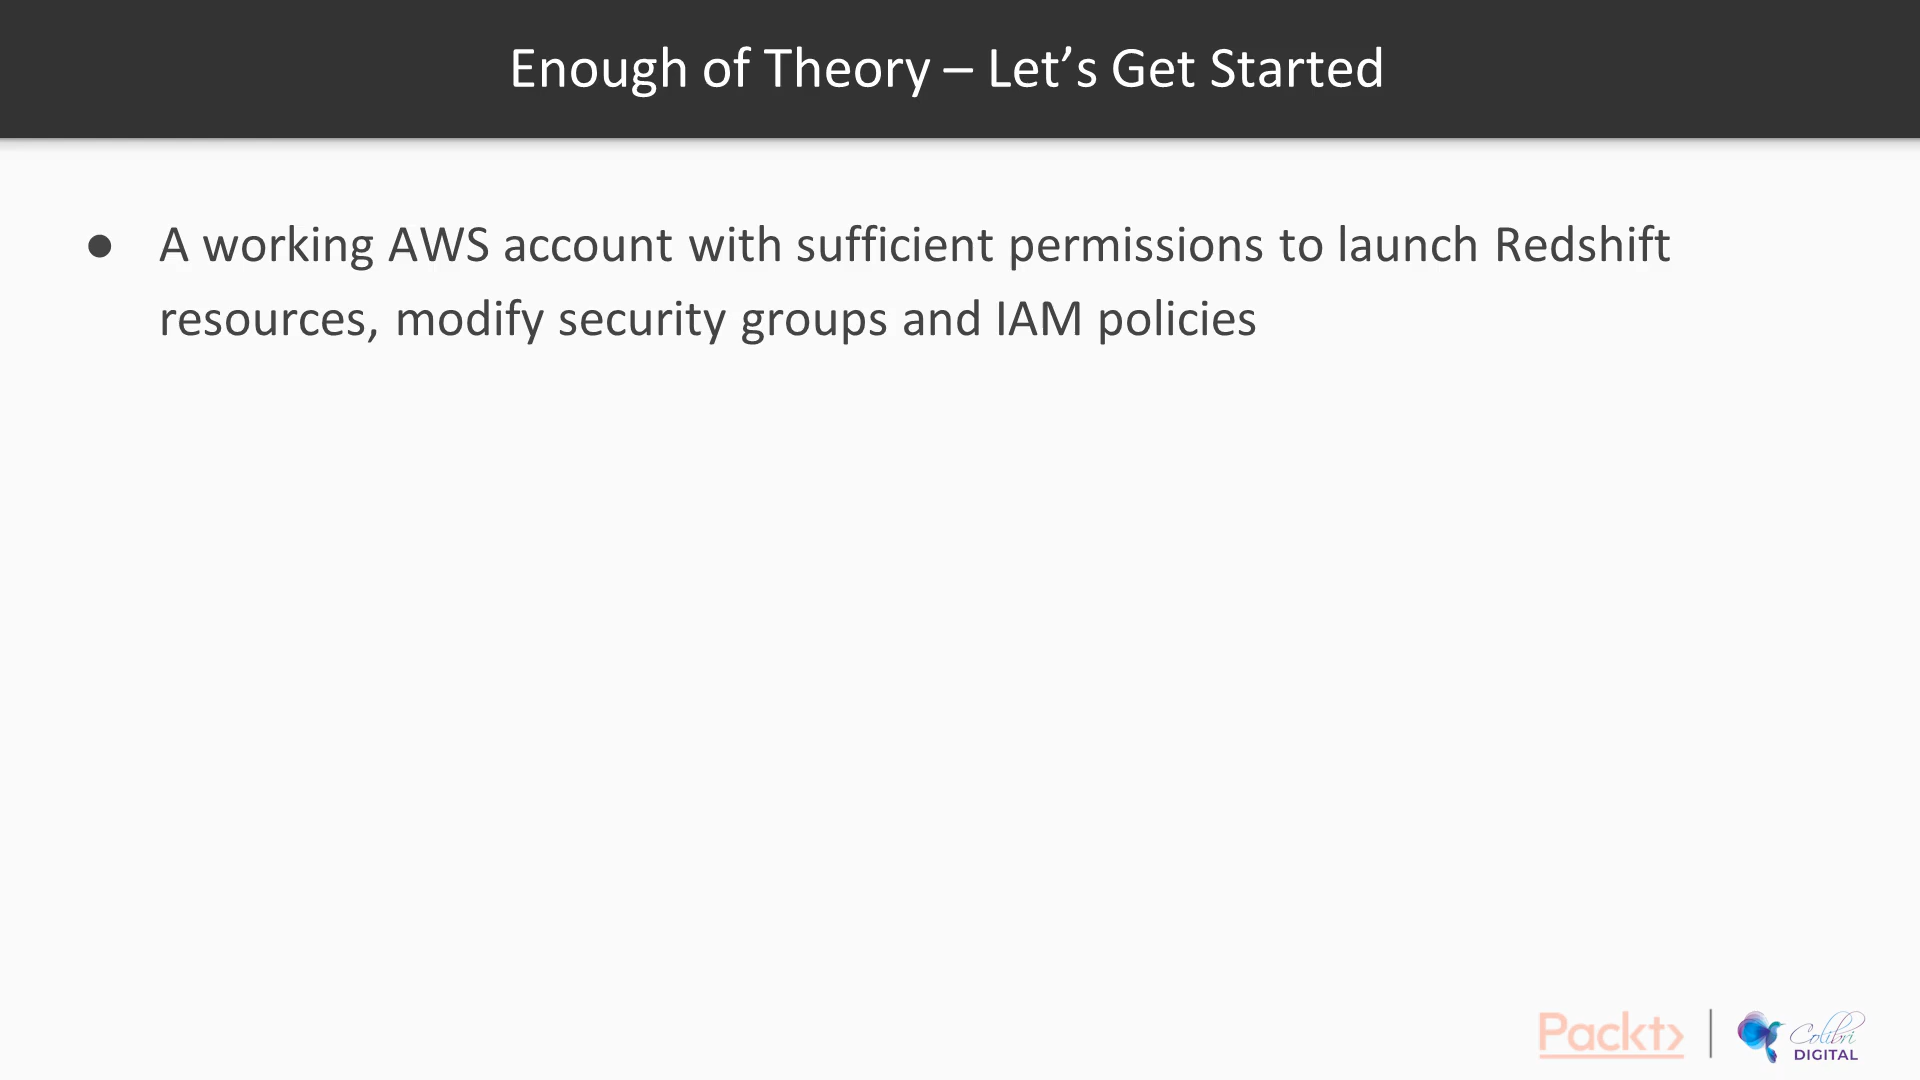 Enough of Theory – Let’s Get Started
● A working AWS account with sufficient permissions to launch Redshift
resources, modify security groups and IAM policies
Packt>
Colibri
DIGITAL